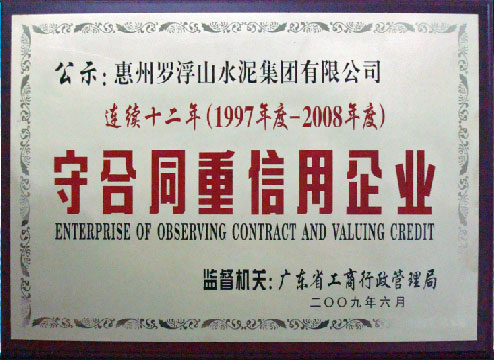 公示：惠州罗浮山水泥集团有限公司
连续十二年（1997年度-2008年度）
守合同重信用企业
ENTERPRISE OF OBSERVING CONTRACT AND VALUING CREDIT
监督机关：广东省工商行政管理局
二〇〇九年六月